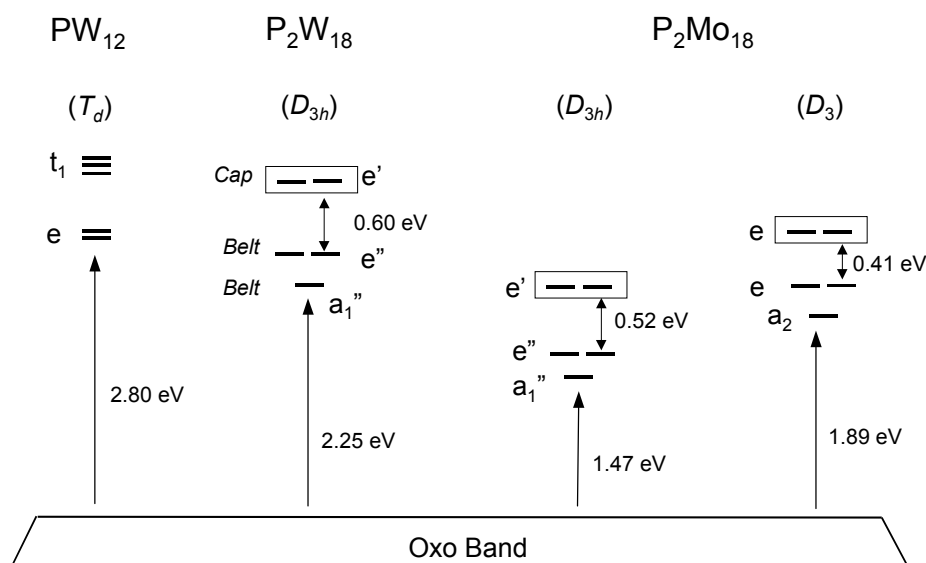 PW12 P2W18 P2Mo18
(Td) (D3h) (D3h) (D3)
t1
Cap e’
e
0.60 eV
e
Belt
e”
0.41 eV
Belt
a1”
e’
e
a2
0.52 eV
e”
a1”
2.80 eV
2.25 eV
1.47 eV
1.89 eV
Oxo Band